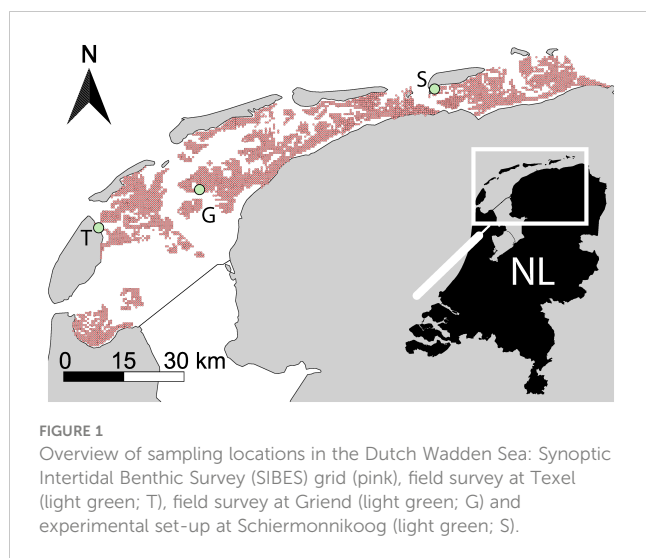 N
S
G
T
NL
0 15 30 km
FIGURE 1
Overview of sampling locations in the Dutch Wadden Sea: Synoptic
Intertidal Benthic Survey (SIBES) grid (pink), field survey at Texel
(light green; T), field survey at Griend (light green; G) and
experimental set-up at Schiermonnikoog (light green; S).